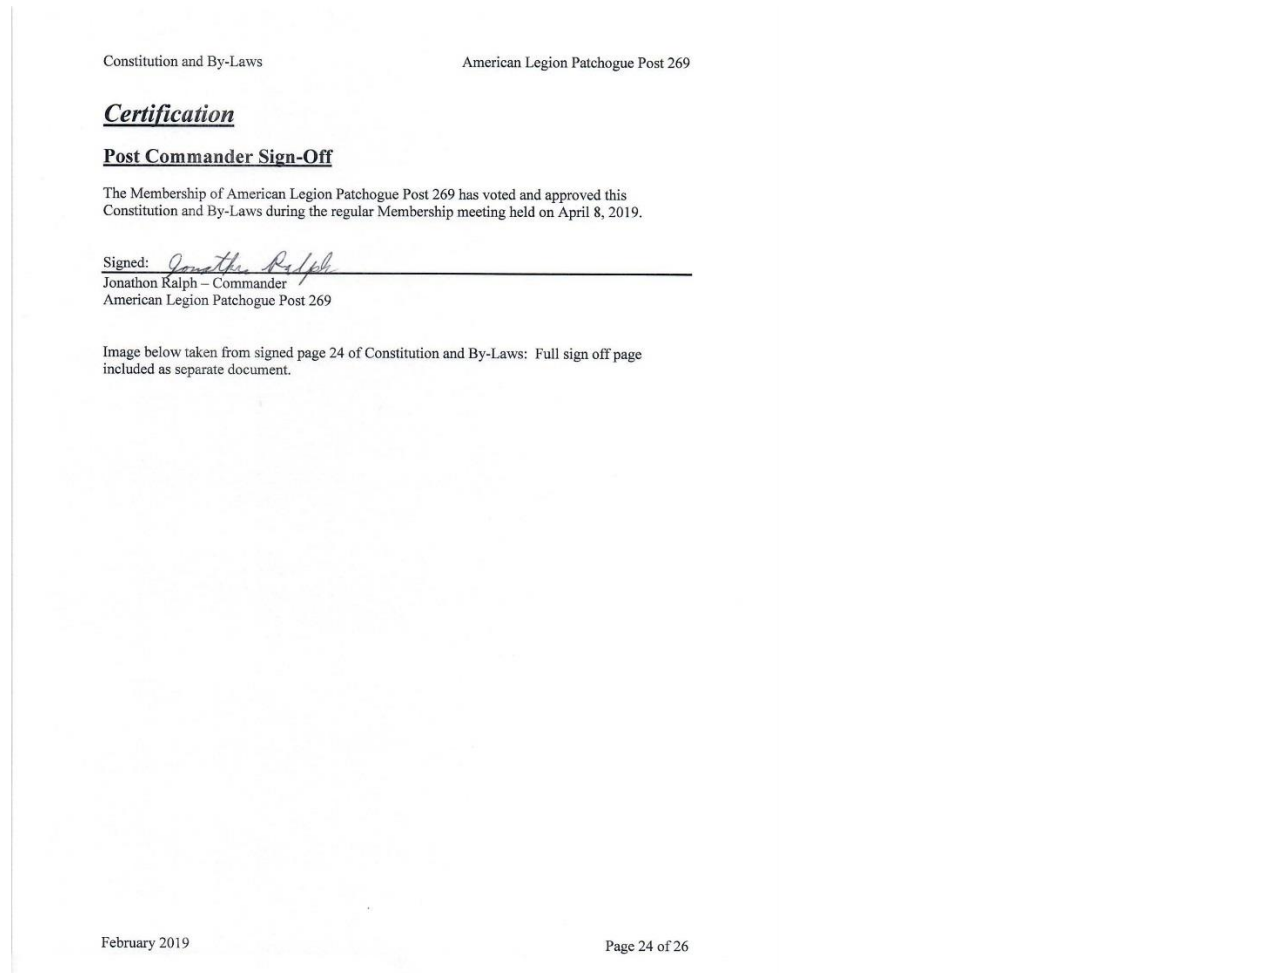 Constitution and By-Laws American Legion Patchogue Post 269
Certification
Post Commander Sign-Off
The Membership of American Legion Patchogue Post 269 has voted and approved this
Constitution and By-Laws during the regular Membership meeting held on April 8, 2019.
Signed: Jonathon Ralph
Jonathon Ralph – Commander
American Legion Patchogue Post 269
Image below taken from signed page 24 of Constitution and By-Laws: Full sign off page
included as separate document.
February 2019 Page 24 of 26